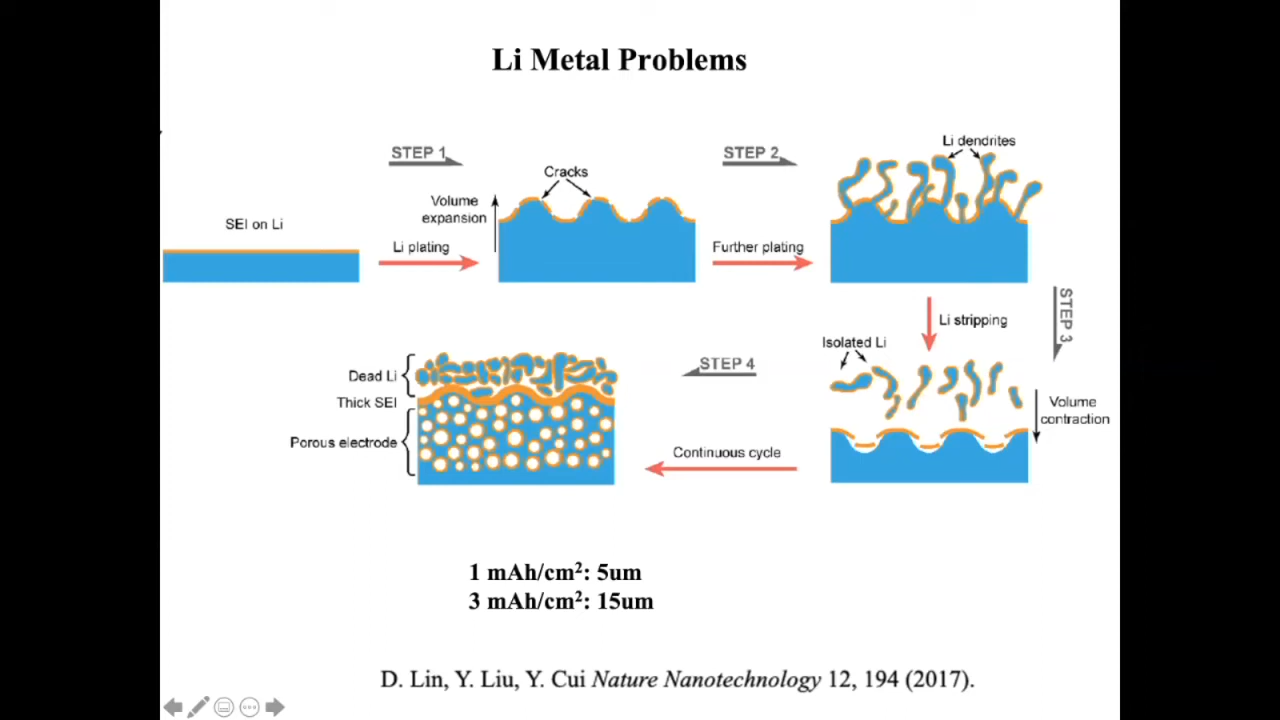 Li Metal Problems
STEP 1
STEP 2
Li dendrites
Cracks
Volume
expansion
SEI on Li
Li plating
Further plating
STEP 3
Li stripping
Isolated Li
STEP 4
Dead Li
Thick SEI
Porous electrode
Volume
contraction
Continuous cycle
1 mAh/cm²: 5um
3 mAh/cm²: 15um
D. Lin, Y. Liu, Y. Cui Nature Nanotechnology 12, 194 (2017).